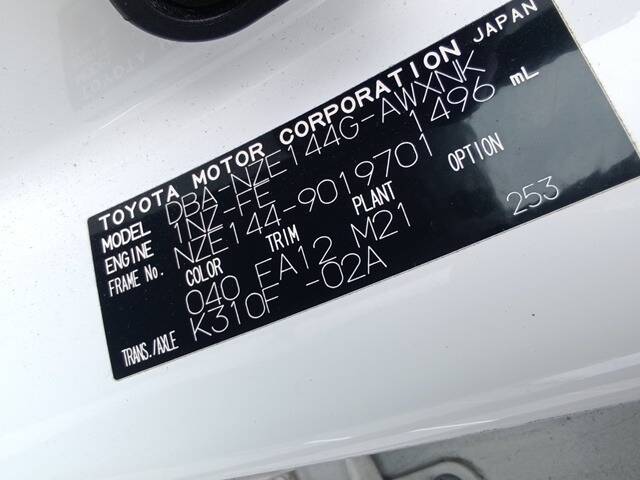 TOYOTA MOTOR CORPORATION JAPAN
MODEL DBA-NZE144G-AWXNK
ENGINE 1NZ-FE 1496 mL
FRAME No. NZE144-9019701
COLOR TRIM PLANT OPTION
040 FA12 M21 253
TRANS./AXLE K310F -02A